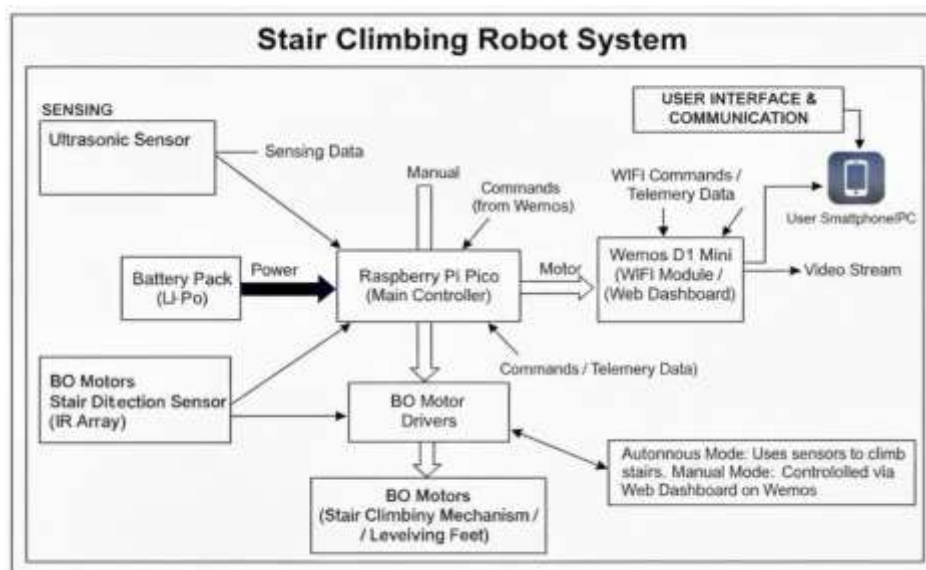 Stair Climbing Robot System
SENSING
Ultrasonic Sensor
Sensing Data
Manual
Commands
(from Wemos)
USER INTERFACE &
COMMUNICATION
WIFI Commands /
Telemery Data
User Smattphone/PC
Battery Pack
(LI-Po)
Power
Raspberry Pi Pico
(Main Controller)
Motor
Wemos D1 Mini
(WIFI Module /
(Web Dashboard)
Video Stream
BO Motors
Stair Ditection Sensor
(IR Array)
Commands / Telemery Data)
BO Motor
Drivers
Autonnous Mode: Uses sensors to climb
stairs. Manual Mode: Contrololled via
Web Dashboard on Wemos
BO Motors
(Stair Climbiny Mechanism /
/ Levelving Feet)